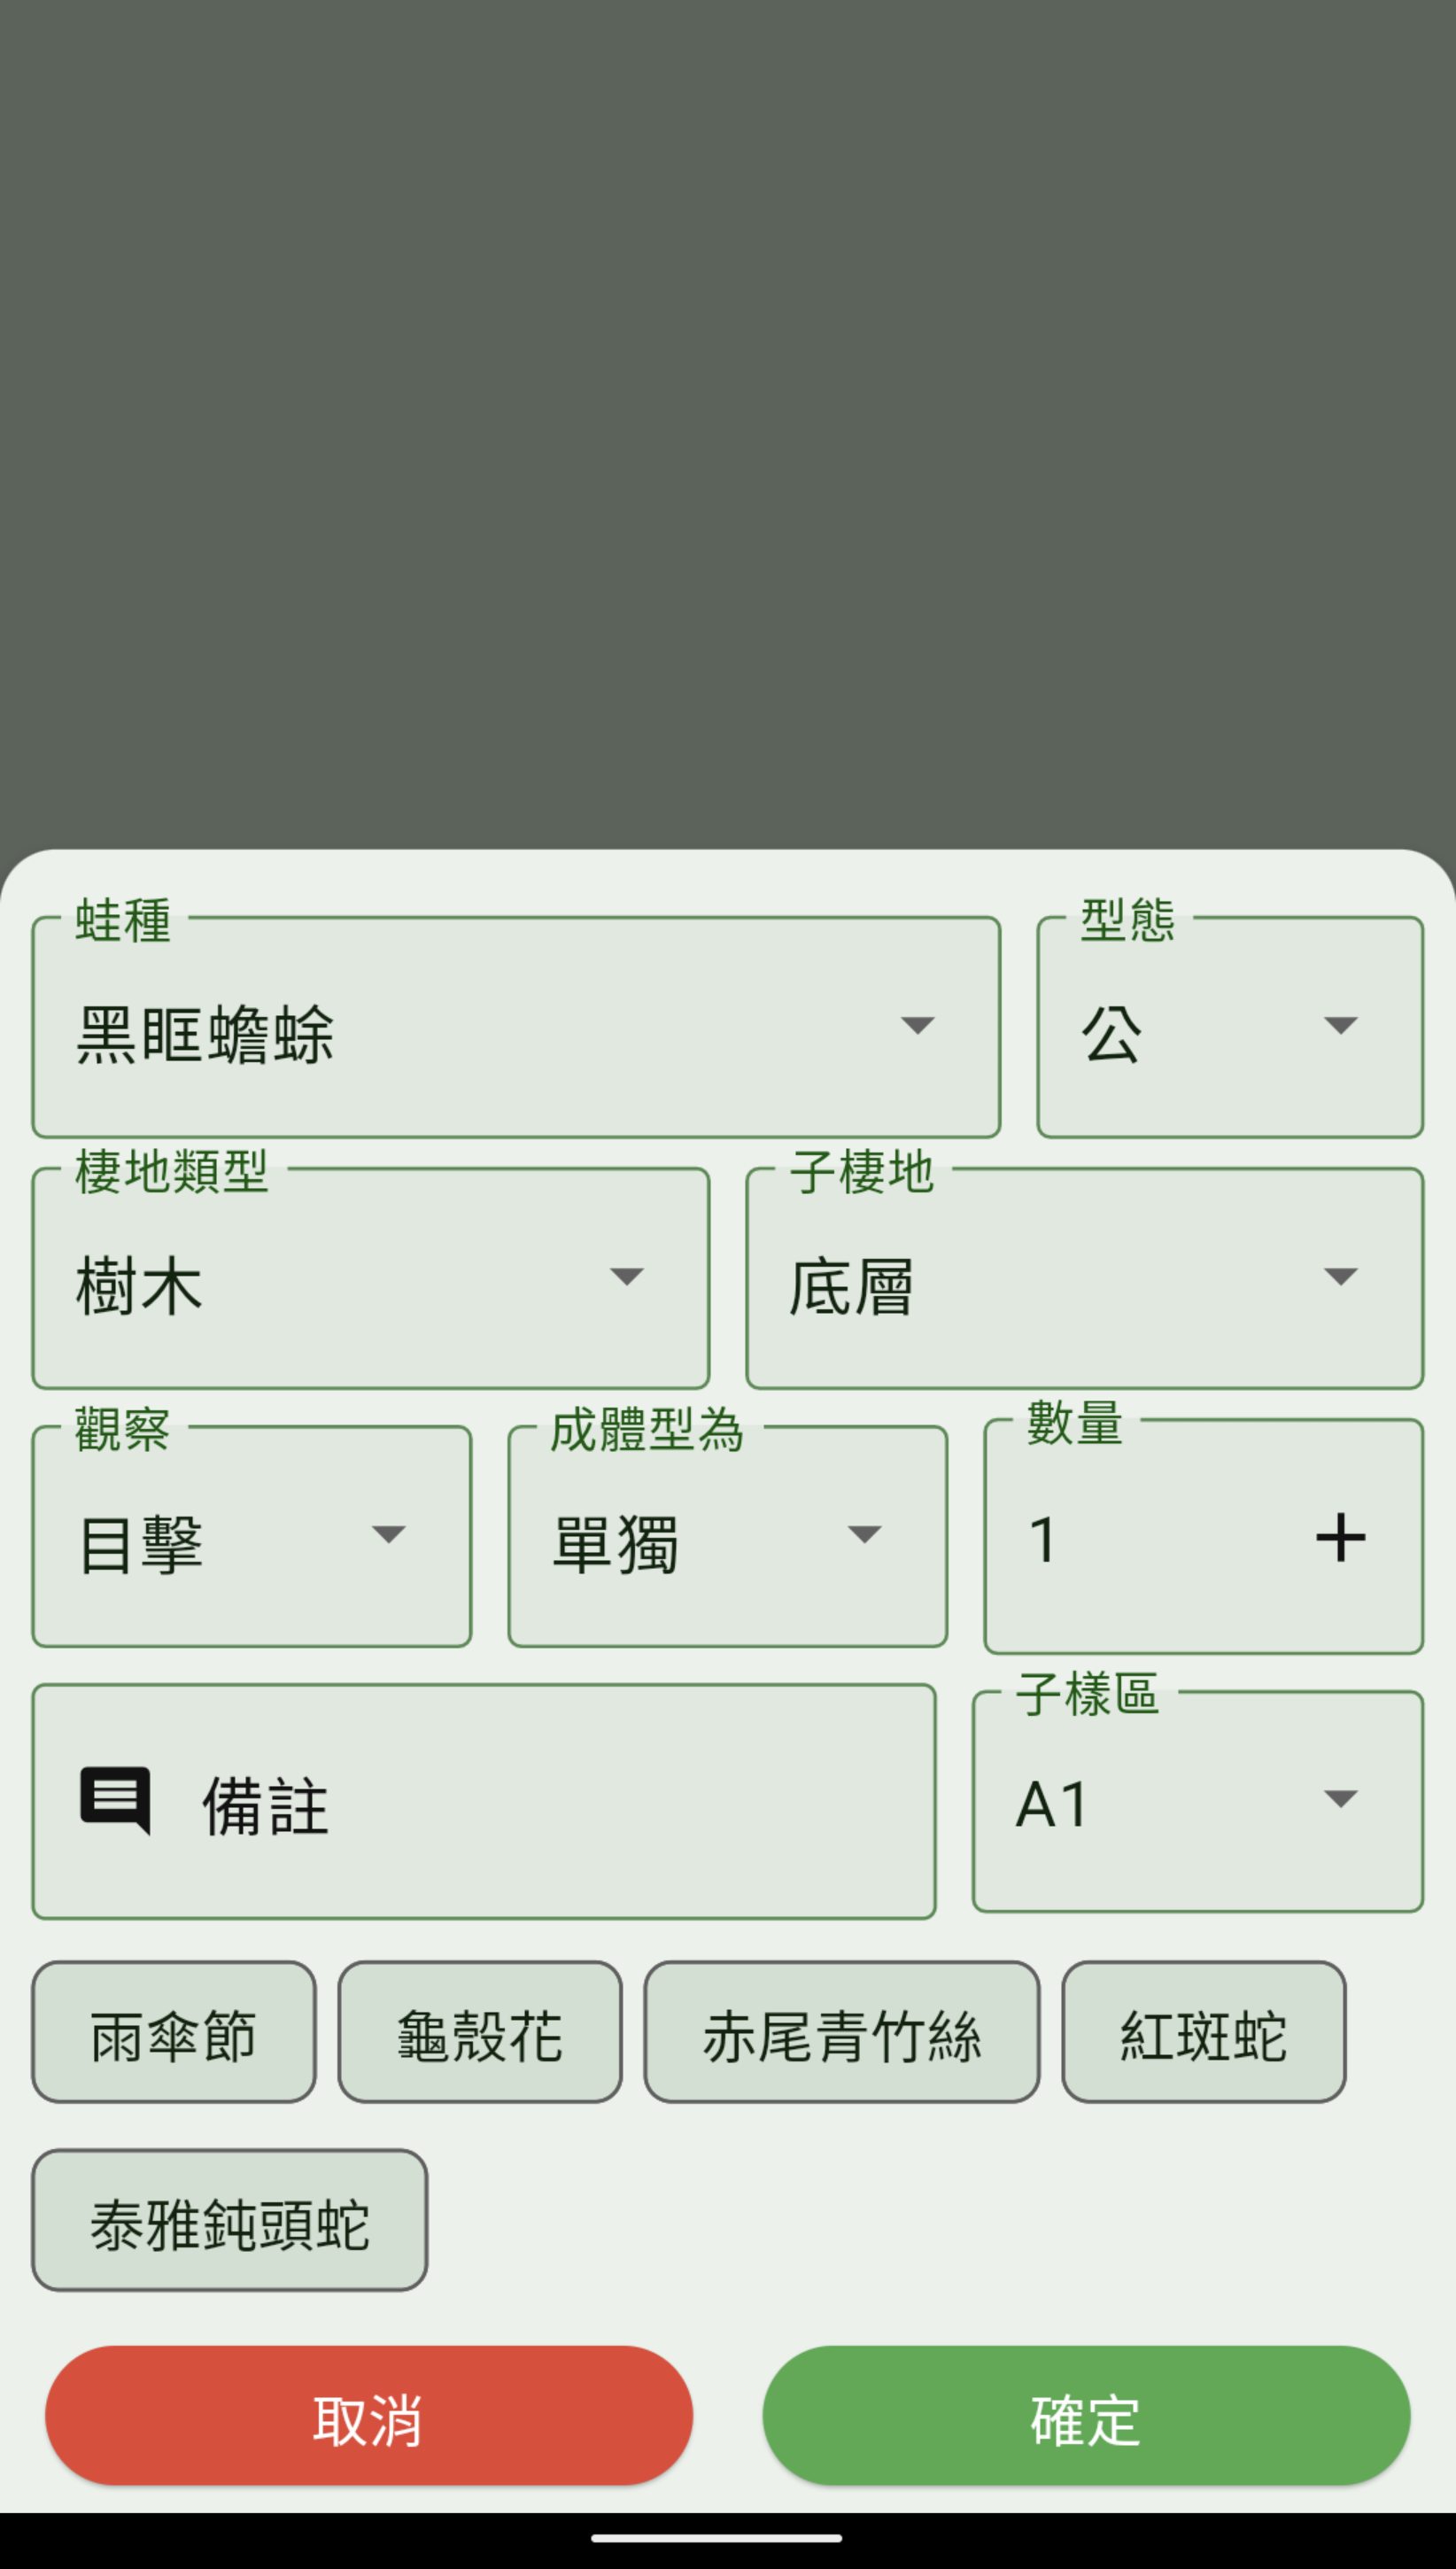 蛙種 型態
黑眶蟾蜍 公
棲地類型 子棲地
樹木 底層
觀察 成體型為 數量
目擊 單獨 1
子樣區
備註 A1
雨傘節 龜殼花 赤尾青竹絲 紅斑蛇
泰雅鈍頭蛇
取消 確定